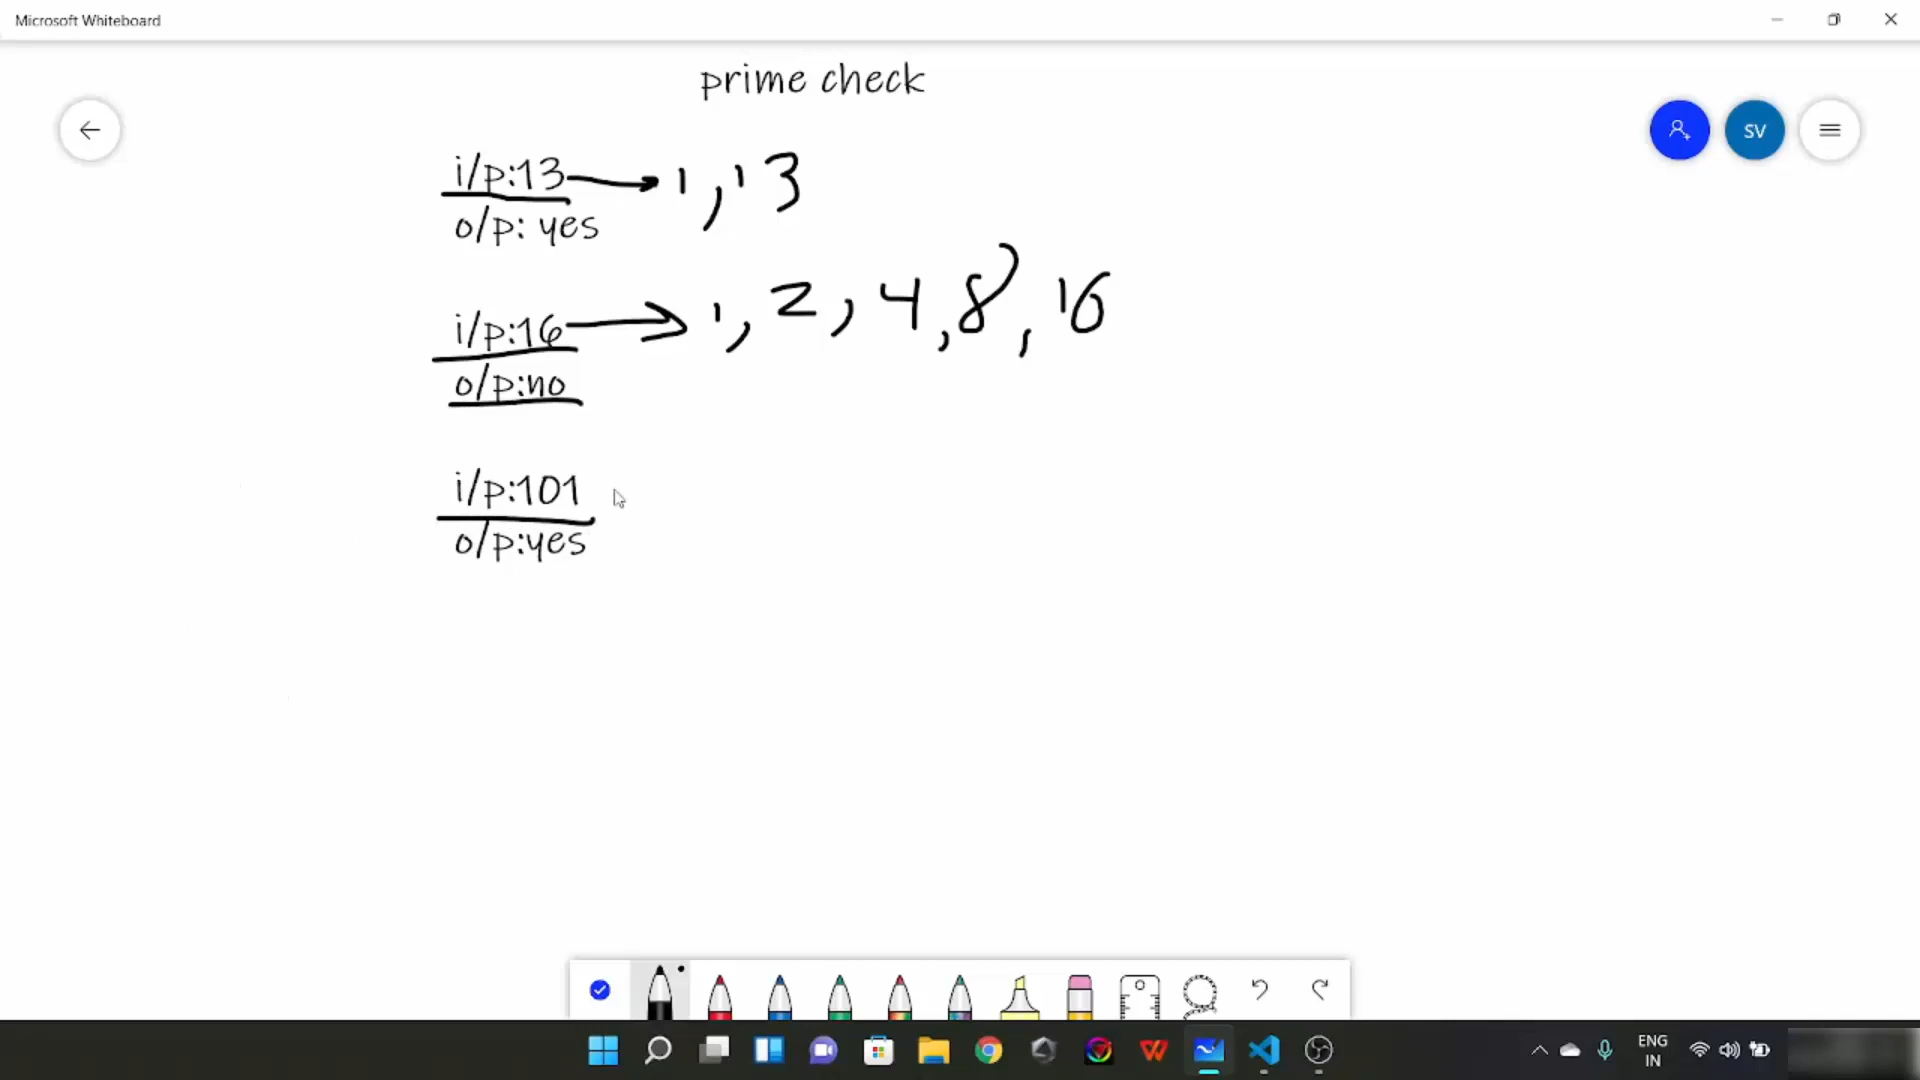 Microsoft Whiteboard
prime check
SV
i/p:13 → 1, 13
o/p: yes
i/p:16 → 1, 2, 4, 8, 16
o/p:no
i/p:101
o/p:yes
ENG
IN